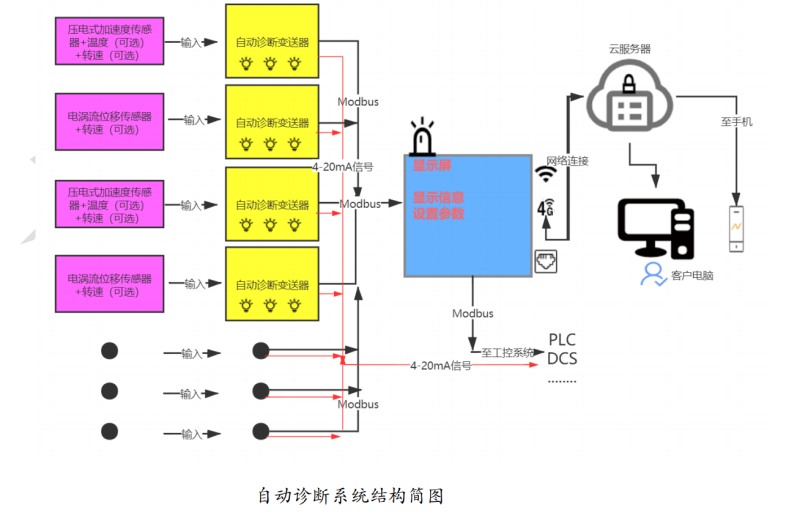 压电式加速度传感
器+温度（可选）
+转速（可选）
输入
自动诊断变送器
电涡流位移传感器
+转速（可选）
输入
自动诊断变送器
压电式加速度传感
器+温度（可选）
+转速（可选）
输入
自动诊断变送器
电涡流位移传感器
+转速（可选）
输入
自动诊断变送器
输入
输入
输入
Modbus
4-20mA信号
Modbus
Modbus
显示屏
显示信息
设置参数
网络连接
4G
云服务器
至手机
客户电脑
Modbus
至工控系统
4-20mA信号
PLC
DCS
........
自动诊断系统结构简图